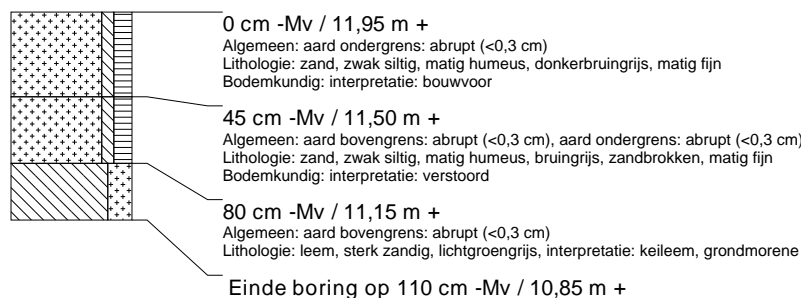 0 cm -Mv / 11,95 m +
Algemeen: aard ondergrens: abrupt (<0,3 cm)
Lithologie: zand, zwak siltig, matig humeus, donkerbruingrijs, matig fijn
Bodemkundig: interpretatie: bouwvoor
45 cm -Mv / 11,50 m +
Algemeen: aard bovengrens: abrupt (<0,3 cm), aard ondergrens: abrupt (<0,3 cm)
Lithologie: zand, zwak siltig, matig humeus, bruingrijs, zandbrokken, matig fijn
Bodemkundig: interpretatie: verstoord
80 cm -Mv / 11,15 m +
Algemeen: aard bovengrens: abrupt (<0,3 cm)
Lithologie: leem, sterk zandig, lichtgroengrijs, interpretatie: keileem, grondmorene
Einde boring op 110 cm -Mv / 10,85 m +